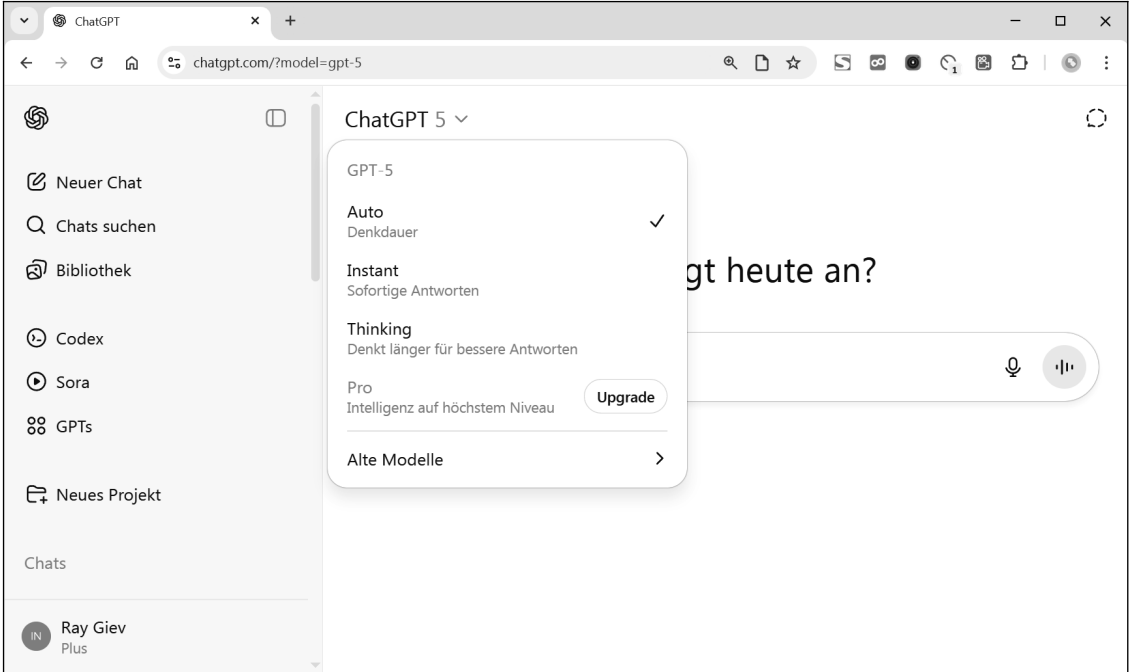 ChatGPT
chatgpt.com/?model=gpt-5
1
ChatGPT 5
Neuer Chat
Chats suchen
Bibliothek
Codex
Sora
GPTs
Neues Projekt
Chats
IN
Ray Giev
Plus
GPT-5
Auto
Denkdauer
Instant
Sofortige Antworten
Thinking
Denkt länger für bessere Antworten
Pro
Intelligenz auf höchstem Niveau
Upgrade
Alte Modelle
heute an?